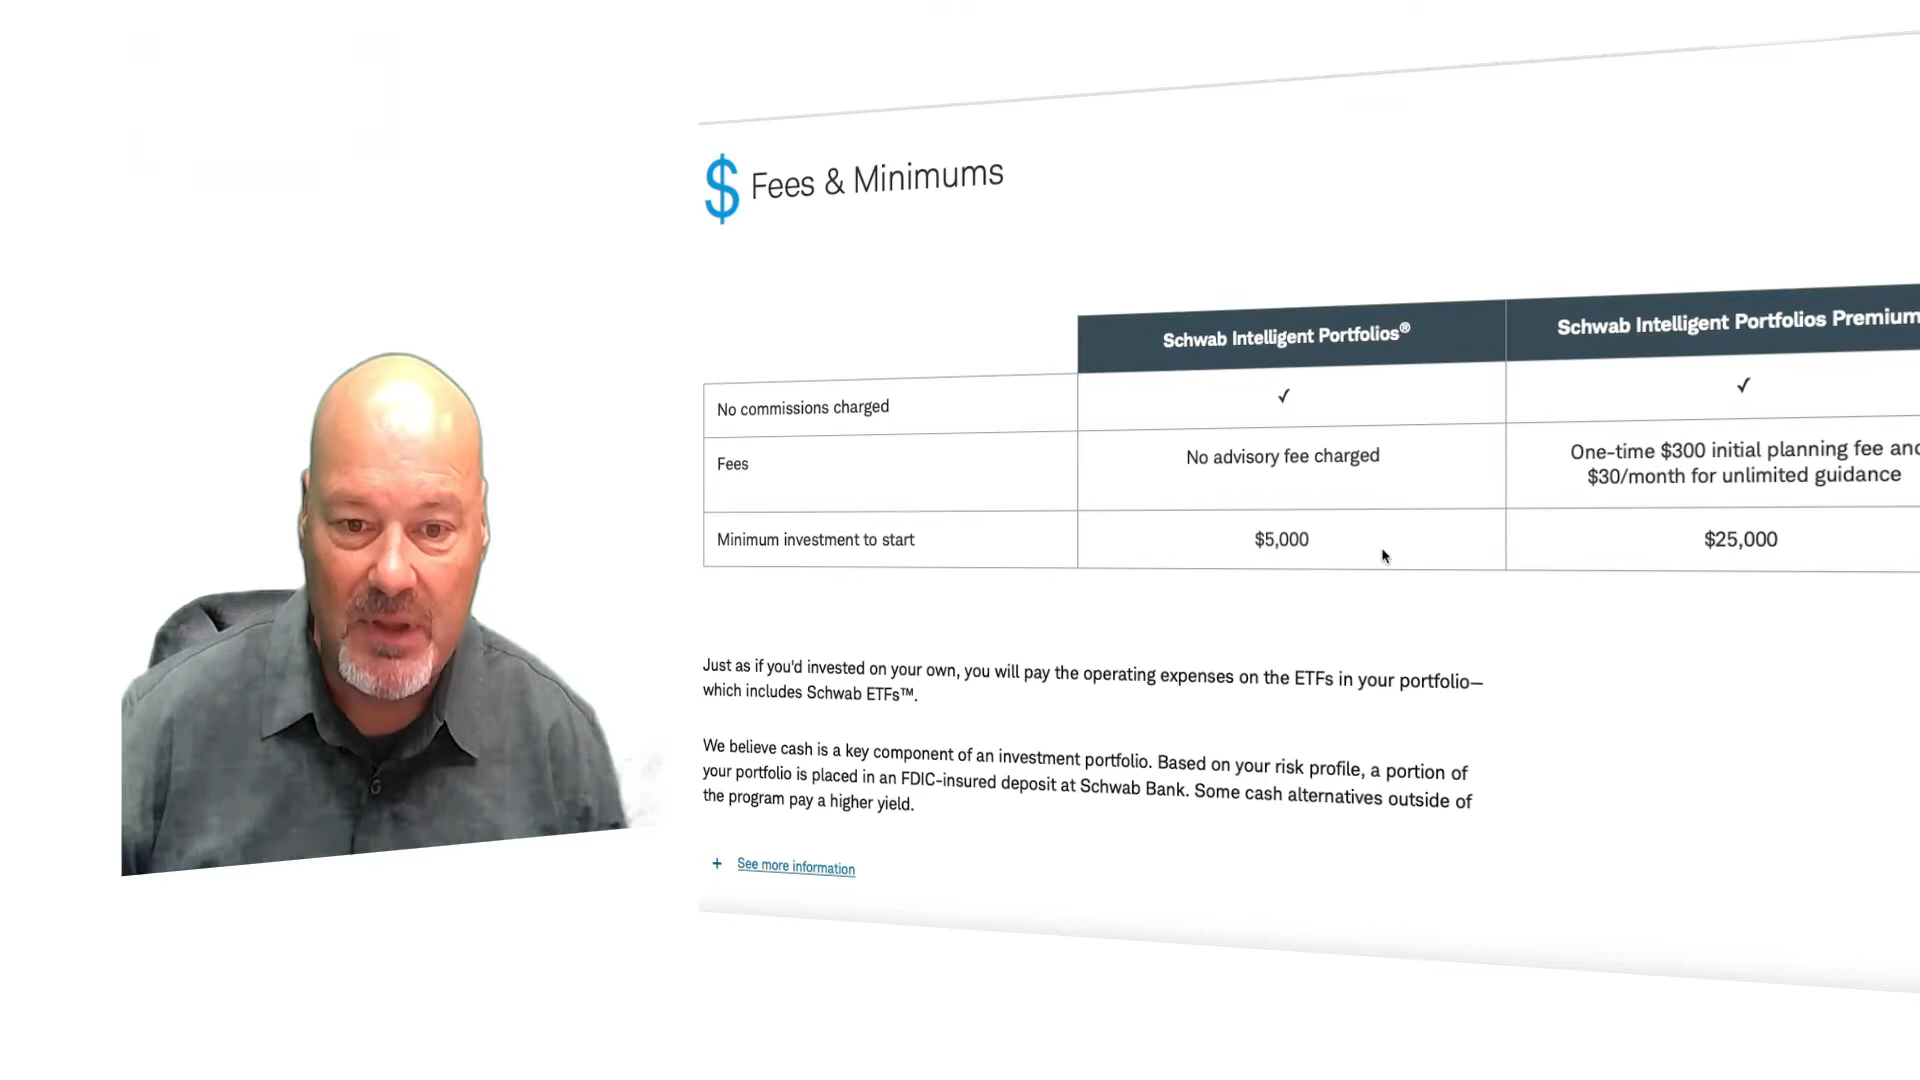 $ Fees & Minimums
Schwab Intelligent Portfolios®
Schwab Intelligent Portfolios Premium
No commissions charged
✓
✓
Fees
No advisory fee charged
One-time $300 initial planning fee and
$30/month for unlimited guidance
Minimum investment to start
$5,000
$25,000
Just as if you'd invested on your own, you will pay the operating expenses on the ETFs in your portfolio—
which includes Schwab ETFs™.
We believe cash is a key component of an investment portfolio. Based on your risk profile, a portion of
your portfolio is placed in an FDIC-insured deposit at Schwab Bank. Some cash alternatives outside of
the program pay a higher yield.
+ See more information